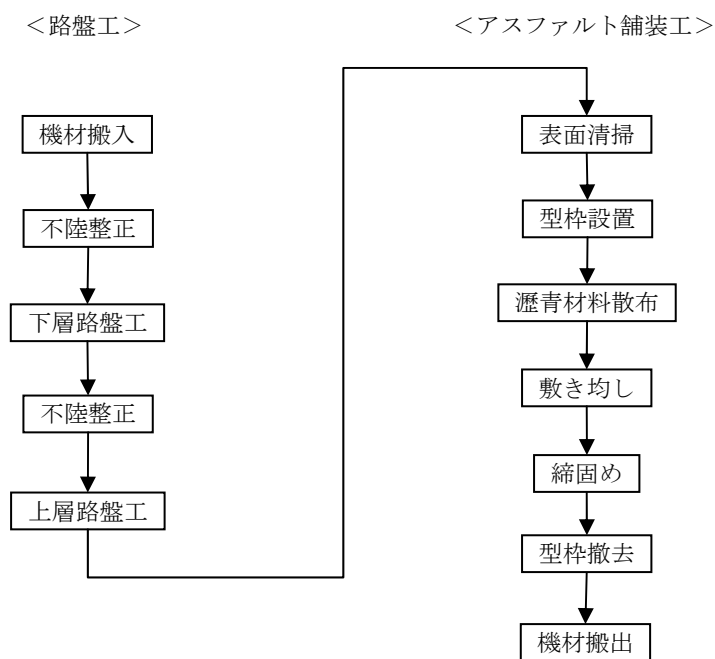 ＜路盤工＞
機材搬入
不陸整正
下層路盤工
不陸整正
上層路盤工
＜アスファルト舗装工＞
表面清掃
型枠設置
瀝青材料散布
敷き均し
締固め
型枠撤去
機材搬出